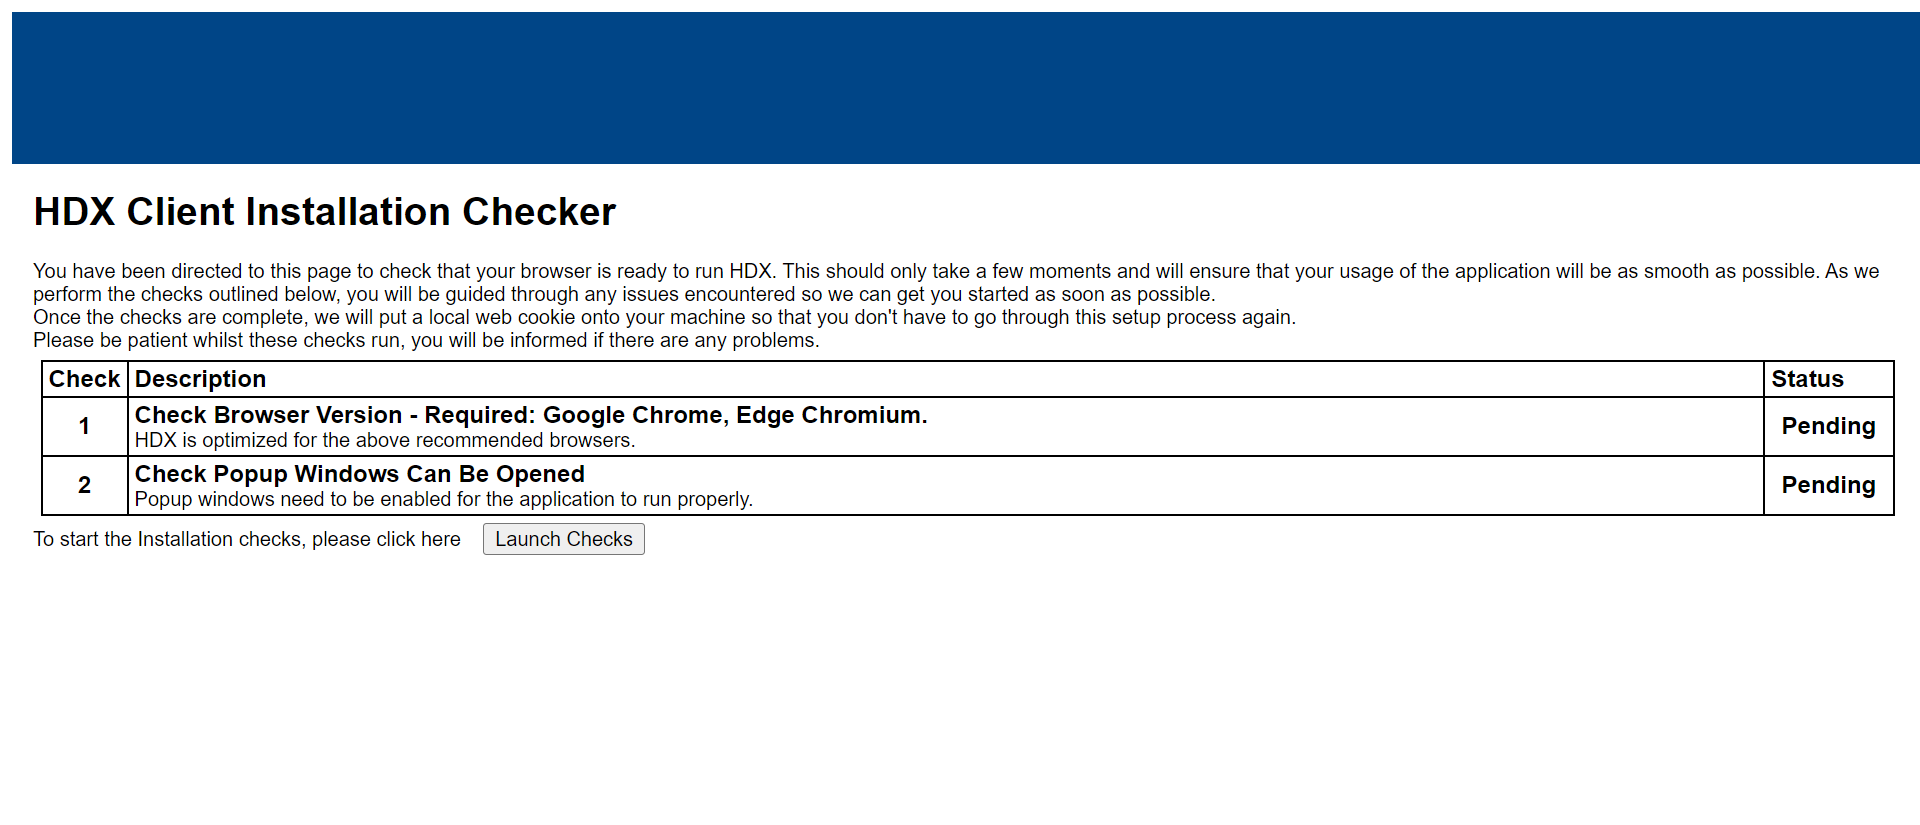 HDX Client Installation Checker
You have been directed to this page to check that your browser is ready to run HDX. This should only take a few moments and will ensure that your usage of the application will be as smooth as possible. As we
perform the checks outlined below, you will be guided through any issues encountered so we can get you started as soon as possible.
Once the checks are complete, we will put a local web cookie onto your machine so that you don't have to go through this setup process again.
Please be patient whilst these checks run, you will be informed if there are any problems.
Check Description Status
1 Check Browser Version - Required: Google Chrome, Edge Chromium. Pending
HDX is optimized for the above recommended browsers.
2 Check Popup Windows Can Be Opened Pending
Popup windows need to be enabled for the application to run properly.
To start the Installation checks, please click here Launch Checks